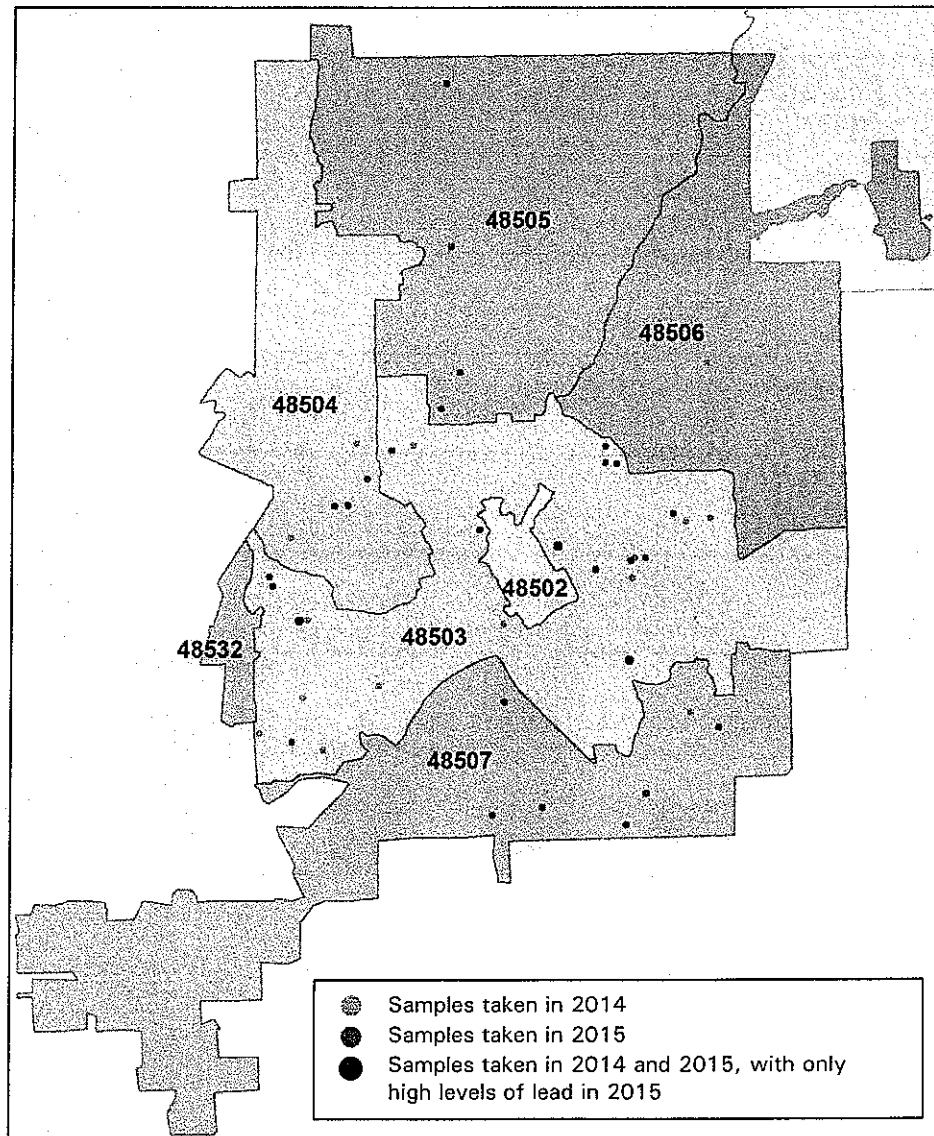 48505
48506
48504
48502
48503
48532
48507
Samples taken in 2014
Samples taken in 2015
Samples taken in 2014 and 2015, with only
high levels of lead in 2015